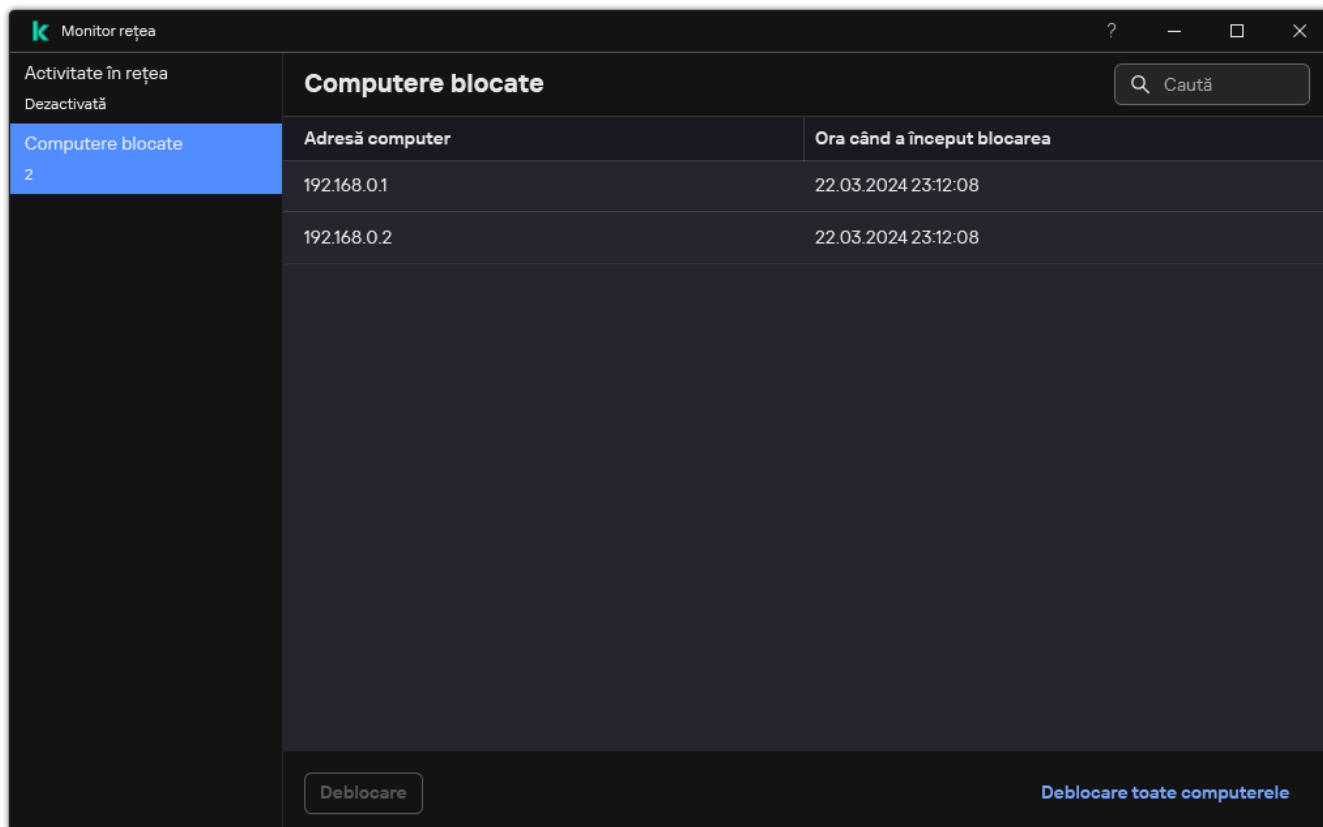 Monitor rețea
?
Activitate în rețea
Dezactivată
Computere blocate
2
Computere blocate
Caută
Adresă computer Ora când a început blocarea
192.168.0.1 22.03.2024 23:12:08
192.168.0.2 22.03.2024 23:12:08
Deblocare Deblocare toate computerele